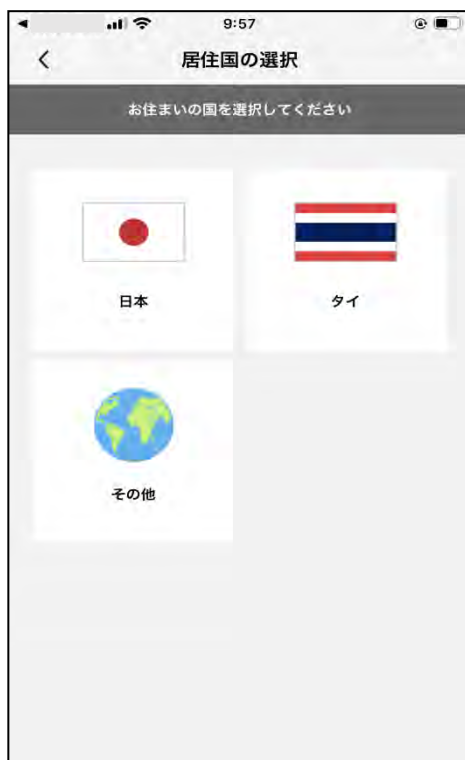 9:57
居住国の選択
お住まいの国を選択してください
日本
タイ
その他